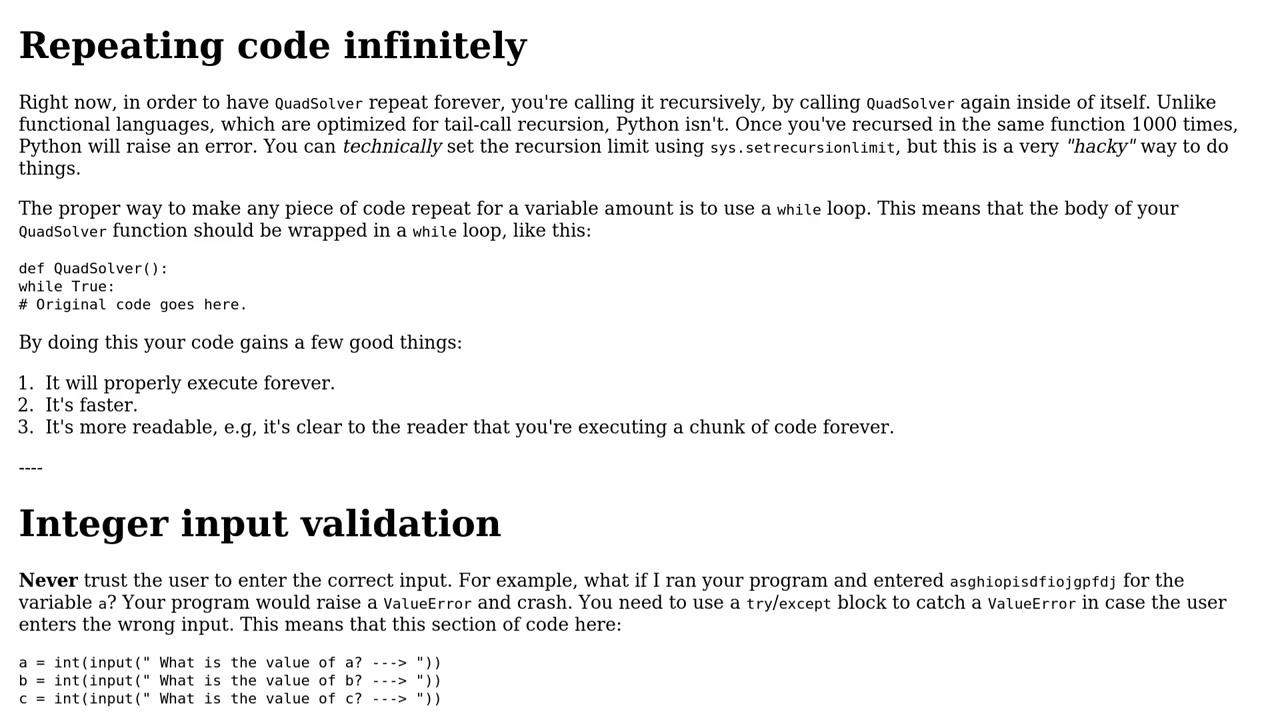 Repeating code infinitely
Right now, in order to have QuadSolver repeat forever, you're calling it recursively, by calling QuadSolver again inside of itself. Unlike
functional languages, which are optimized for tail-call recursion, Python isn't. Once you've recursed in the same function 1000 times,
Python will raise an error. You can technically set the recursion limit using sys.setrecursionlimit, but this is a very "hacky" way to do
things.
The proper way to make any piece of code repeat for a variable amount is to use a while loop. This means that the body of your
QuadSolver function should be wrapped in a while loop, like this:
def QuadSolver():
while True:
# Original code goes here.
By doing this your code gains a few good things:
1. It will properly execute forever.
2. It's faster.
3. It's more readable, e.g, it's clear to the reader that you're executing a chunk of code forever.
----
Integer input validation
Never trust the user to enter the correct input. For example, what if I ran your program and entered asghiopisdfiojgpfdj for the
variable a? Your program would raise a ValueError and crash. You need to use a try/except block to catch a ValueError in case the user
enters the wrong input. This means that this section of code here:
a = int(input(" What is the value of a? ---> "))
b = int(input(" What is the value of b? ---> "))
c = int(input(" What is the value of c? ---> "))